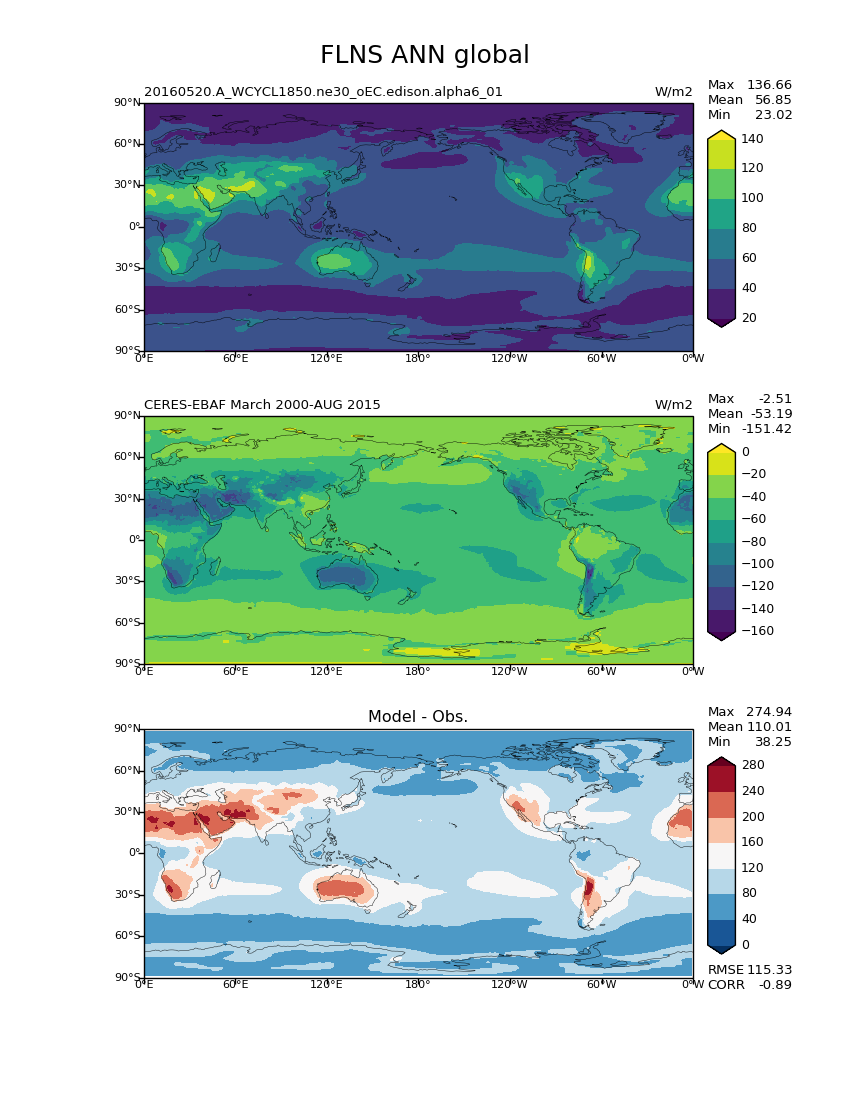 FLNS ANN global
20160520.A_WCYCL1850.ne30_oEC.edison.alpha6_01 W/m2
Max 136.66
Mean 56.85
Min 23.02
90°N
60°N
30°N
0°
30°S
60°S
90°S
0°E 60°E 120°E 180° 120°W 60°W 0°W
140
120
100
80
60
40
20
CERES-EBAF March 2000-AUG 2015 W/m2
Max -2.51
Mean -53.19
Min -151.42
90°N
60°N
30°N
0°
30°S
60°S
90°S
0°E 60°E 120°E 180° 120°W 60°W 0°W
0
−20
−40
−60
−80
−100
−120
−140
−160
Model - Obs.
Max 274.94
Mean 110.01
Min 38.25
90°N
60°N
30°N
0°
30°S
60°S
90°S
0°E 60°E 120°E 180° 120°W 60°W 0°W
280
240
200
160
120
80
40
0
RMSE 115.33
CORR -0.89